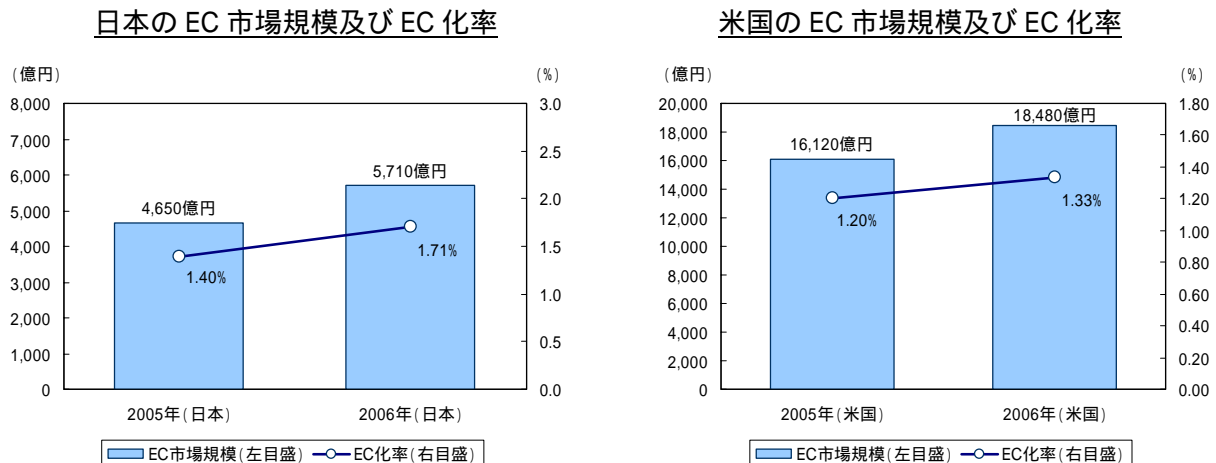 日本の EC 市場規模及び EC 化率
(億円)
(%)
8,000
7,000
6,000
5,000
4,000
3,000
2,000
1,000
0
3.0
2.5
2.0
1.5
1.0
0.5
0.0
4,650億円
5,710億円
1.40%
1.71%
2005年(日本)
2006年(日本)
EC市場規模(左目盛)
EC化率(右目盛)
米国の EC 市場規模及び EC 化率
(億円)
(%)
20,000
18,000
16,000
14,000
12,000
10,000
8,000
6,000
4,000
2,000
0
1.80
1.60
1.40
1.20
1.00
0.80
0.60
0.40
0.20
0.00
16,120億円
18,480億円
1.20%
1.33%
2005年(米国)
2006年(米国)
EC市場規模(左目盛)
EC化率(右目盛)